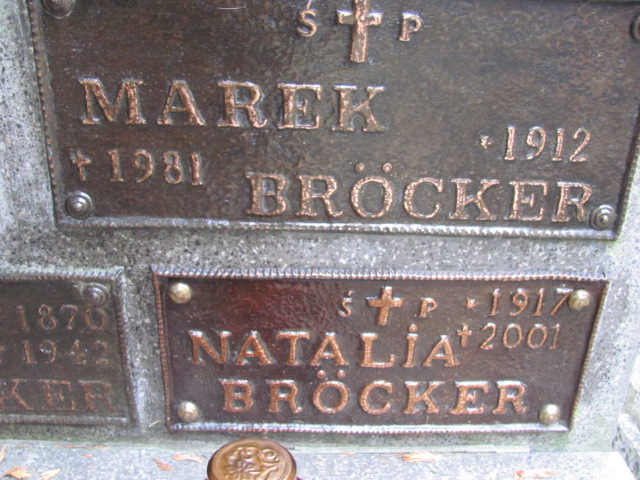 Ś P
MAREK
* 1912
✝ 1981
BRÖCKER
Ś P * 1917
NATALIA ✝ 2001
BRÖCKER
1870
1942
KER